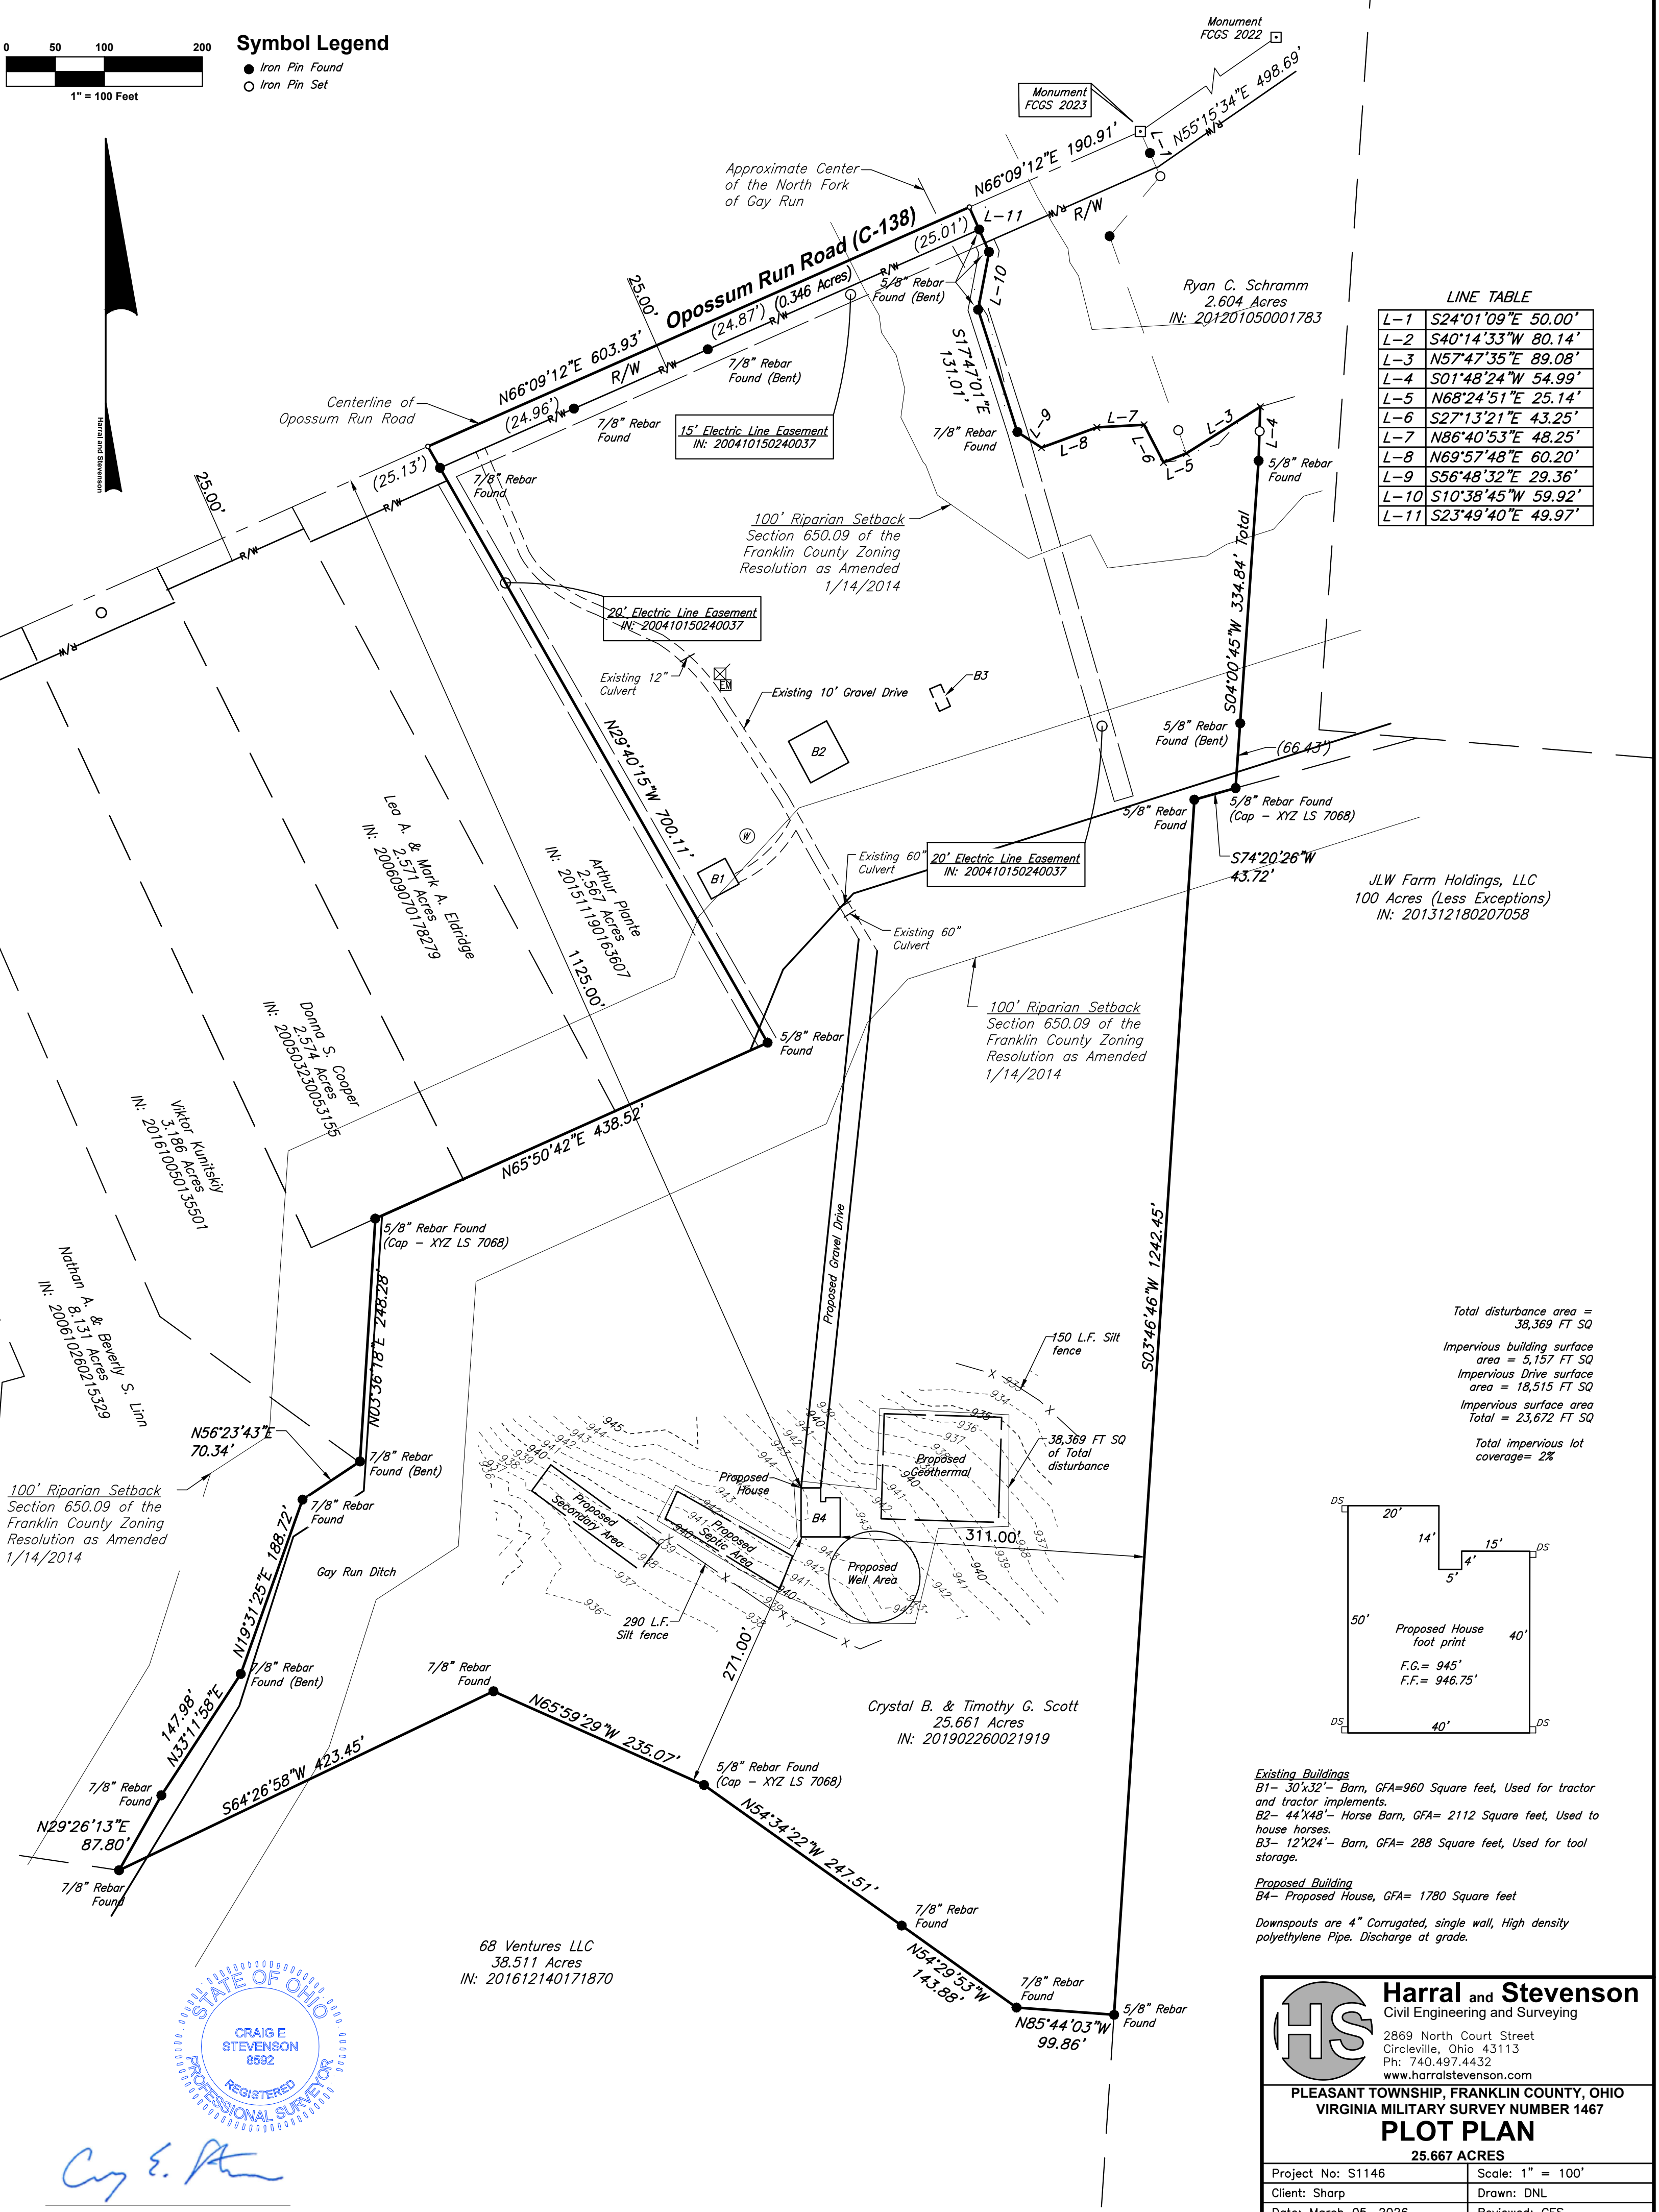 0 50 100 200
1" = 100 Feet
Symbol Legend
Iron Pin Found
Iron Pin Set
Harral and Stevenson
Monument
FCGS 2022
Monument
FCGS 2023
N55°15'34"E 498.69'
R/W
L-1
N66°09'12"E 190.91'
R/W
R/W
Approximate Center
of the North Fork
of Gay Run
L-11
(25.01')
Opossum Run Road (C-138)
(0.346 Acres)
(24.87')
R/W
R/W
5/8" Rebar
Found (Bent)
L-10
25.00'
N66°09'12"E 603.93'
R/W
R/W
7/8" Rebar
Found (Bent)
(24.96')
R/W
7/8" Rebar
Found
Centerline of
Opossum Run Road
15' Electric Line Easement
IN: 200410150240037
(25.13')
7/8" Rebar
Found
25.00'
R/W
R/W
R/W
S17°47'01"E
131.01'
Ryan C. Schramm
2.604 Acres
IN: 201201050001783
LINE TABLE
L-1 S24°01'09"E 50.00'
L-2 S40°14'33"W 80.14'
L-3 N57°47'35"E 89.08'
L-4 S01°48'24"W 54.99'
L-5 N68°24'51"E 25.14'
L-6 S27°13'21"E 43.25'
L-7 N86°40'53"E 48.25'
L-8 N69°57'48"E 60.20'
L-9 S56°48'32"E 29.36'
L-10 S10°38'45"W 59.92'
L-11 S23°49'40"E 49.97'
7/8" Rebar
Found
L-9
L-8
L-7
L-6
L-5
L-3
L-4
5/8" Rebar
Found
100' Riparian Setback
Section 650.09 of the
Franklin County Zoning
Resolution as Amended
1/14/2014
S04°00'45"W 334.84' Total
20' Electric Line Easement
IN: 200410150240037
Existing 12"
Culvert
EM
Existing 10' Gravel Drive
B3
B2
N29°40'15"W 700.11'
5/8" Rebar
Found (Bent)
(66.43')
5/8" Rebar
Found
5/8" Rebar Found
(Cap - XYZ LS 7068)
S74°20'26"W
43.72'
W
B1
Existing 60"
Culvert
20' Electric Line Easement
IN: 200410150240037
Existing 60"
Culvert
JLW Farm Holdings, LLC
100 Acres (Less Exceptions)
IN: 201312180207058
Lea A. & Mark A. Eldridge
2.571 Acres
IN: 200609070178279
Arthur Plante
2.567 Acres
IN: 201511190163607
1125.00'
Donna S. Cooper
2.574 Acres
IN: 200503230053155
Viktor Kunitskiy
3.186 Acres
IN: 201610050135501
Nathan A. & Beverly S. Linn
8.131 Acres
IN: 200610260215329
5/8" Rebar
Found
100' Riparian Setback
Section 650.09 of the
Franklin County Zoning
Resolution as Amended
1/14/2014
N65°50'42"E 438.52'
5/8" Rebar Found
(Cap - XYZ LS 7068)
N03°36'18"E 248.28'
Proposed Gravel Drive
S03°46'46"W 1242.45'
N56°23'43"E
70.34'
7/8" Rebar
Found (Bent)
7/8" Rebar
Found
100' Riparian Setback
Section 650.09 of the
Franklin County Zoning
Resolution as Amended
1/14/2014
Gay Run Ditch
N19°31'25"E 188.72'
7/8" Rebar
Found (Bent)
150 L.F. Silt
fence
38,369 FT SQ
of Total
disturbance
Proposed
Geothermal
Proposed
House
B4
311.00'
Proposed
Well Area
Proposed
Septic Area
Proposed
Secondary Area
290 L.F.
Silt fence
271.00'
Total disturbance area =
38,369 FT SQ
Impervious building surface
area = 5,157 FT SQ
Impervious Drive surface
area = 18,515 FT SQ
Impervious surface area
Total = 23,672 FT SQ
Total impervious lot
coverage= 2%
DS
20'
14'
5'
4'
15'
DS
50'
Proposed House
foot print
40'
F.G.= 945'
F.F.= 946.75'
DS
40'
DS
147.98'
N33°11'58"E
7/8" Rebar
Found
N29°26'13"E
87.80'
7/8" Rebar
Found
S64°26'58"W 423.45'
7/8" Rebar
Found
N65°59'29"W 235.07'
5/8" Rebar Found
(Cap - XYZ LS 7068)
Crystal B. & Timothy G. Scott
25.661 Acres
IN: 201902260021919
N54°34'22"W 247.51'
7/8" Rebar
Found
N54°29'53"W
143.88'
7/8" Rebar
Found
N85°44'03"W
99.86'
5/8" Rebar
Found
68 Ventures LLC
38.511 Acres
IN: 201612140171870
Existing Buildings
B1- 30'x32'- Barn, GFA=960 Square feet, Used for tractor
and tractor implements.
B2- 44'X48'- Horse Barn, GFA= 2112 Square feet, Used to
house horses.
B3- 12'X24'- Barn, GFA= 288 Square feet, Used for tool
storage.
Proposed Building
B4- Proposed House, GFA= 1780 Square feet
Downspouts are 4" Corrugated, single wall, High density
polyethylene Pipe. Discharge at grade.
STATE OF OHIO
CRAIG E
STEVENSON
8592
REGISTERED
PROFESSIONAL SURVEYOR
HS
Harral and Stevenson
Civil Engineering and Surveying
2869 North Court Street
Circleville, Ohio 43113
Ph: 740.497.4432
www.harralstevenson.com
PLEASANT TOWNSHIP, FRANKLIN COUNTY, OHIO
VIRGINIA MILITARY SURVEY NUMBER 1467
PLOT PLAN
25.667 ACRES
Project No: S1146
Scale: 1" = 100'
Client: Sharp
Drawn: DNL